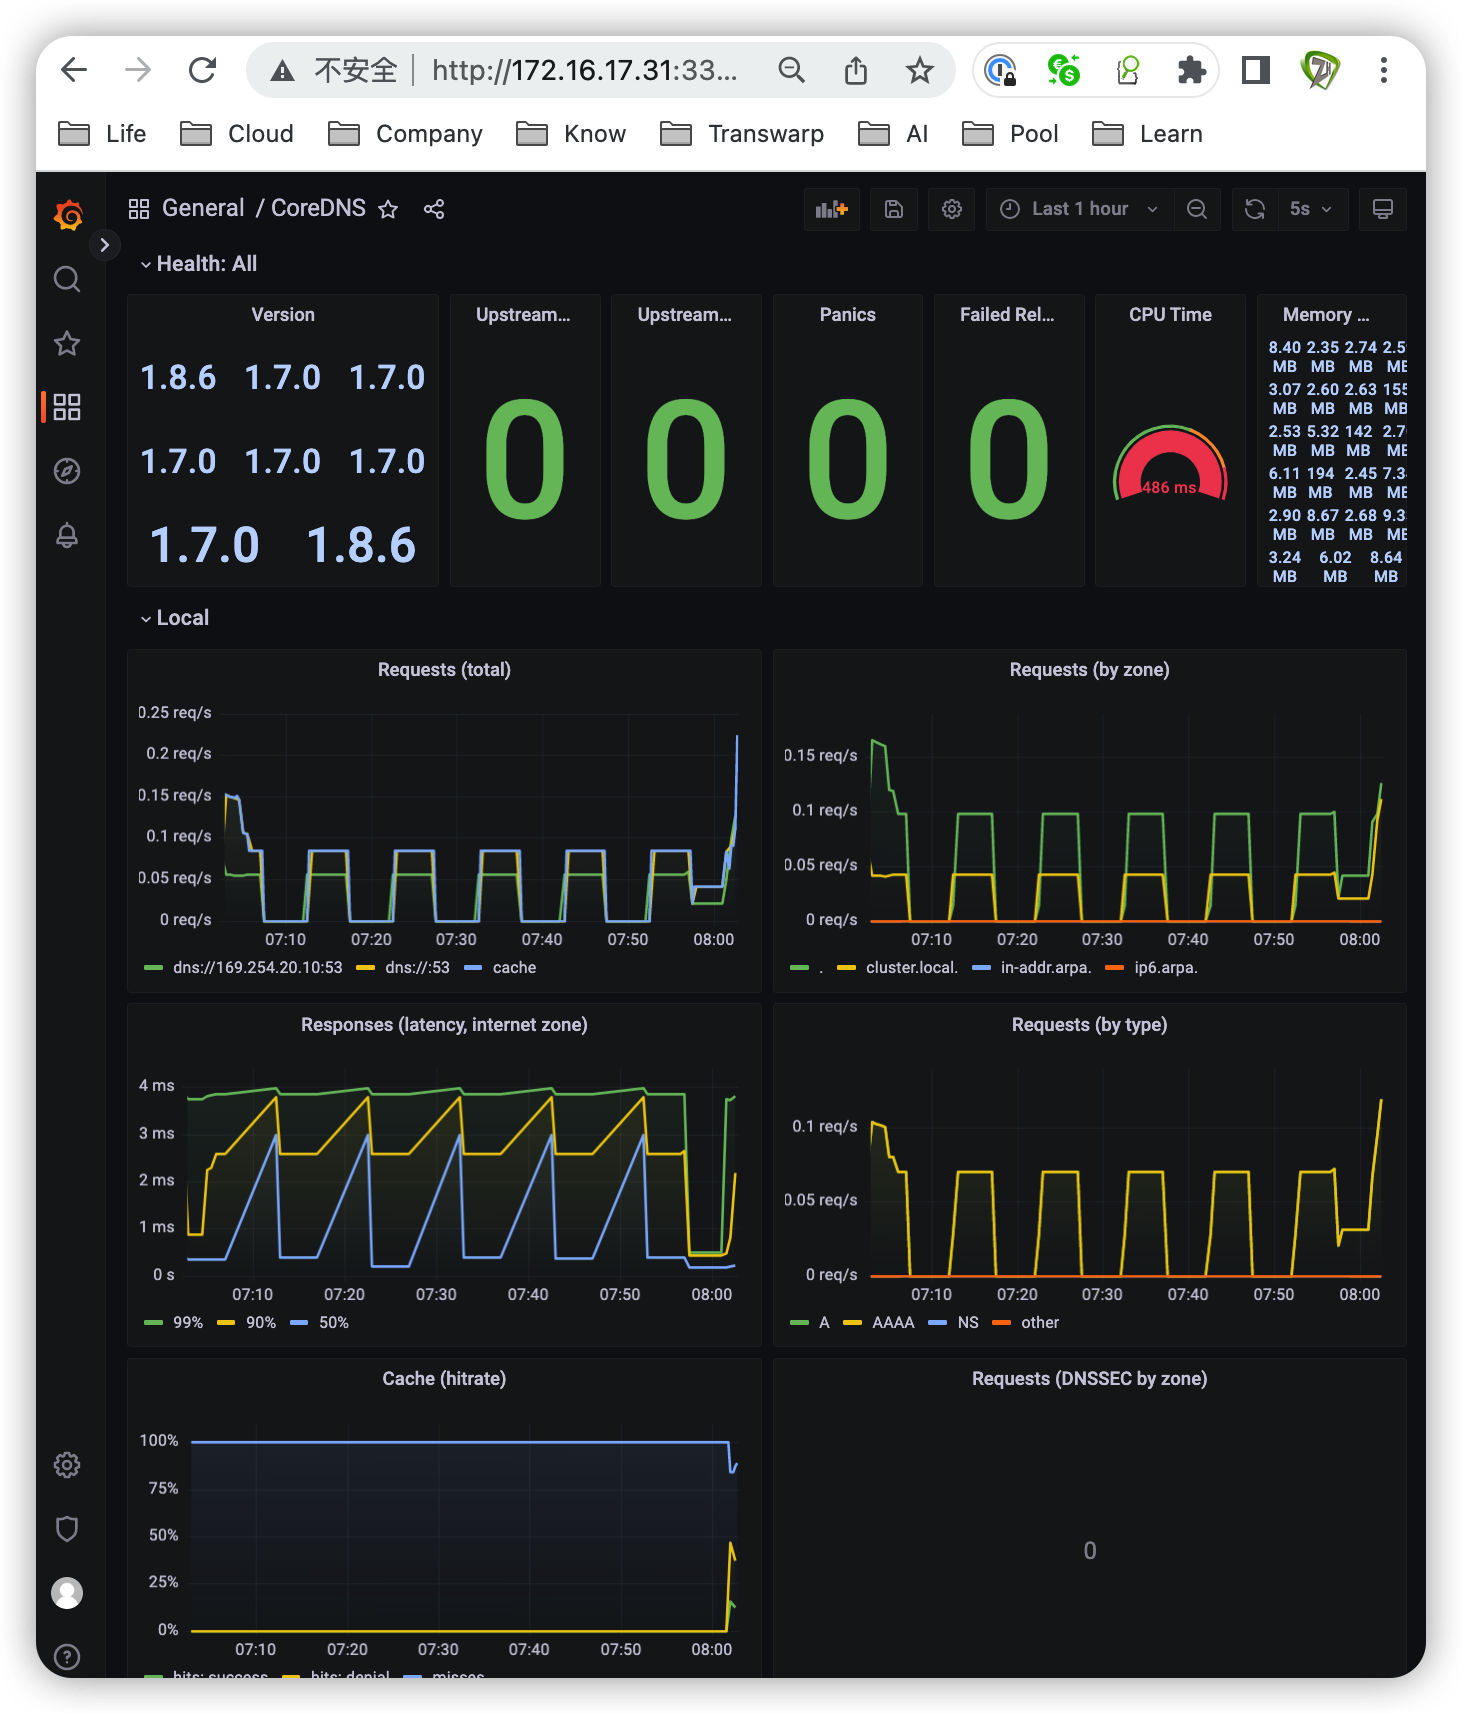 不安全 http://172.16.17.31:33...
Life Cloud Company Know Transwarp AI Pool Learn
General / CoreDNS Last 1 hour 5s
Health: All
Version
1.8.6 1.7.0 1.7.0
1.7.0 1.7.0 1.7.0
1.7.0 1.8.6
Upstream...
0
Upstream...
0
Panics
0
Failed Rel...
0
CPU Time
486 ms
Memory ...
8.40 2.35 2.74 2.5
MB MB MB MB
3.07 2.60 2.63 155
MB MB MB MB
2.53 5.32 142 2.7
MB MB MB MB
6.11 194 2.45 7.3
MB MB MB MB
2.90 8.67 2.68 9.3
MB MB MB MB
3.24 6.02 8.64
MB MB MB
Local
Requests (total)
0.25 req/s
0.2 req/s
0.15 req/s
0.1 req/s
0.05 req/s
0 req/s
07:10 07:20 07:30 07:40 07:50 08:00
dns://169.254.20.10:53 dns://:53 cache
Requests (by zone)
0.15 req/s
0.1 req/s
0.05 req/s
0 req/s
07:10 07:20 07:30 07:40 07:50 08:00
. cluster.local. in-addr.arpa. ip6.arpa.
Responses (latency, internet zone)
4 ms
3 ms
2 ms
1 ms
0 s
07:10 07:20 07:30 07:40 07:50 08:00
99% 90% 50%
Requests (by type)
0.1 req/s
0.05 req/s
0 req/s
07:10 07:20 07:30 07:40 07:50 08:00
A AAAA NS other
Cache (hitrate)
100%
75%
50%
25%
0%
07:10 07:20 07:30 07:40 07:50 08:00
hits: success hits: denial misses
Requests (DNSSEC by zone)
0